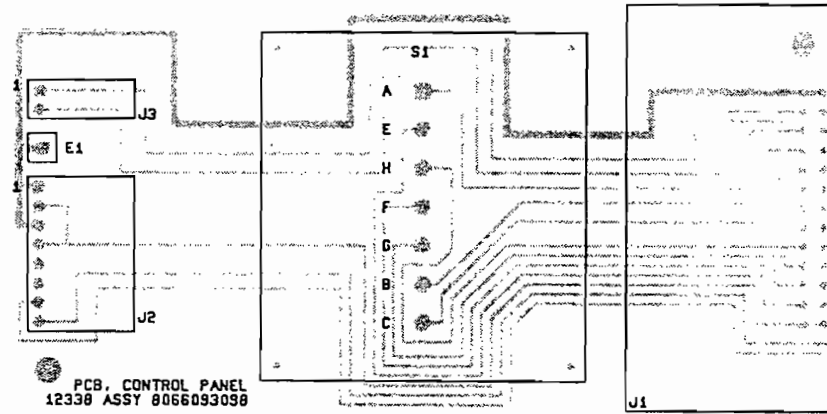 S1
A
E
H
F
G
B
C
J3
E1
J2
PCB, CONTROL PANEL
12338 ASSY 8066093098
J1